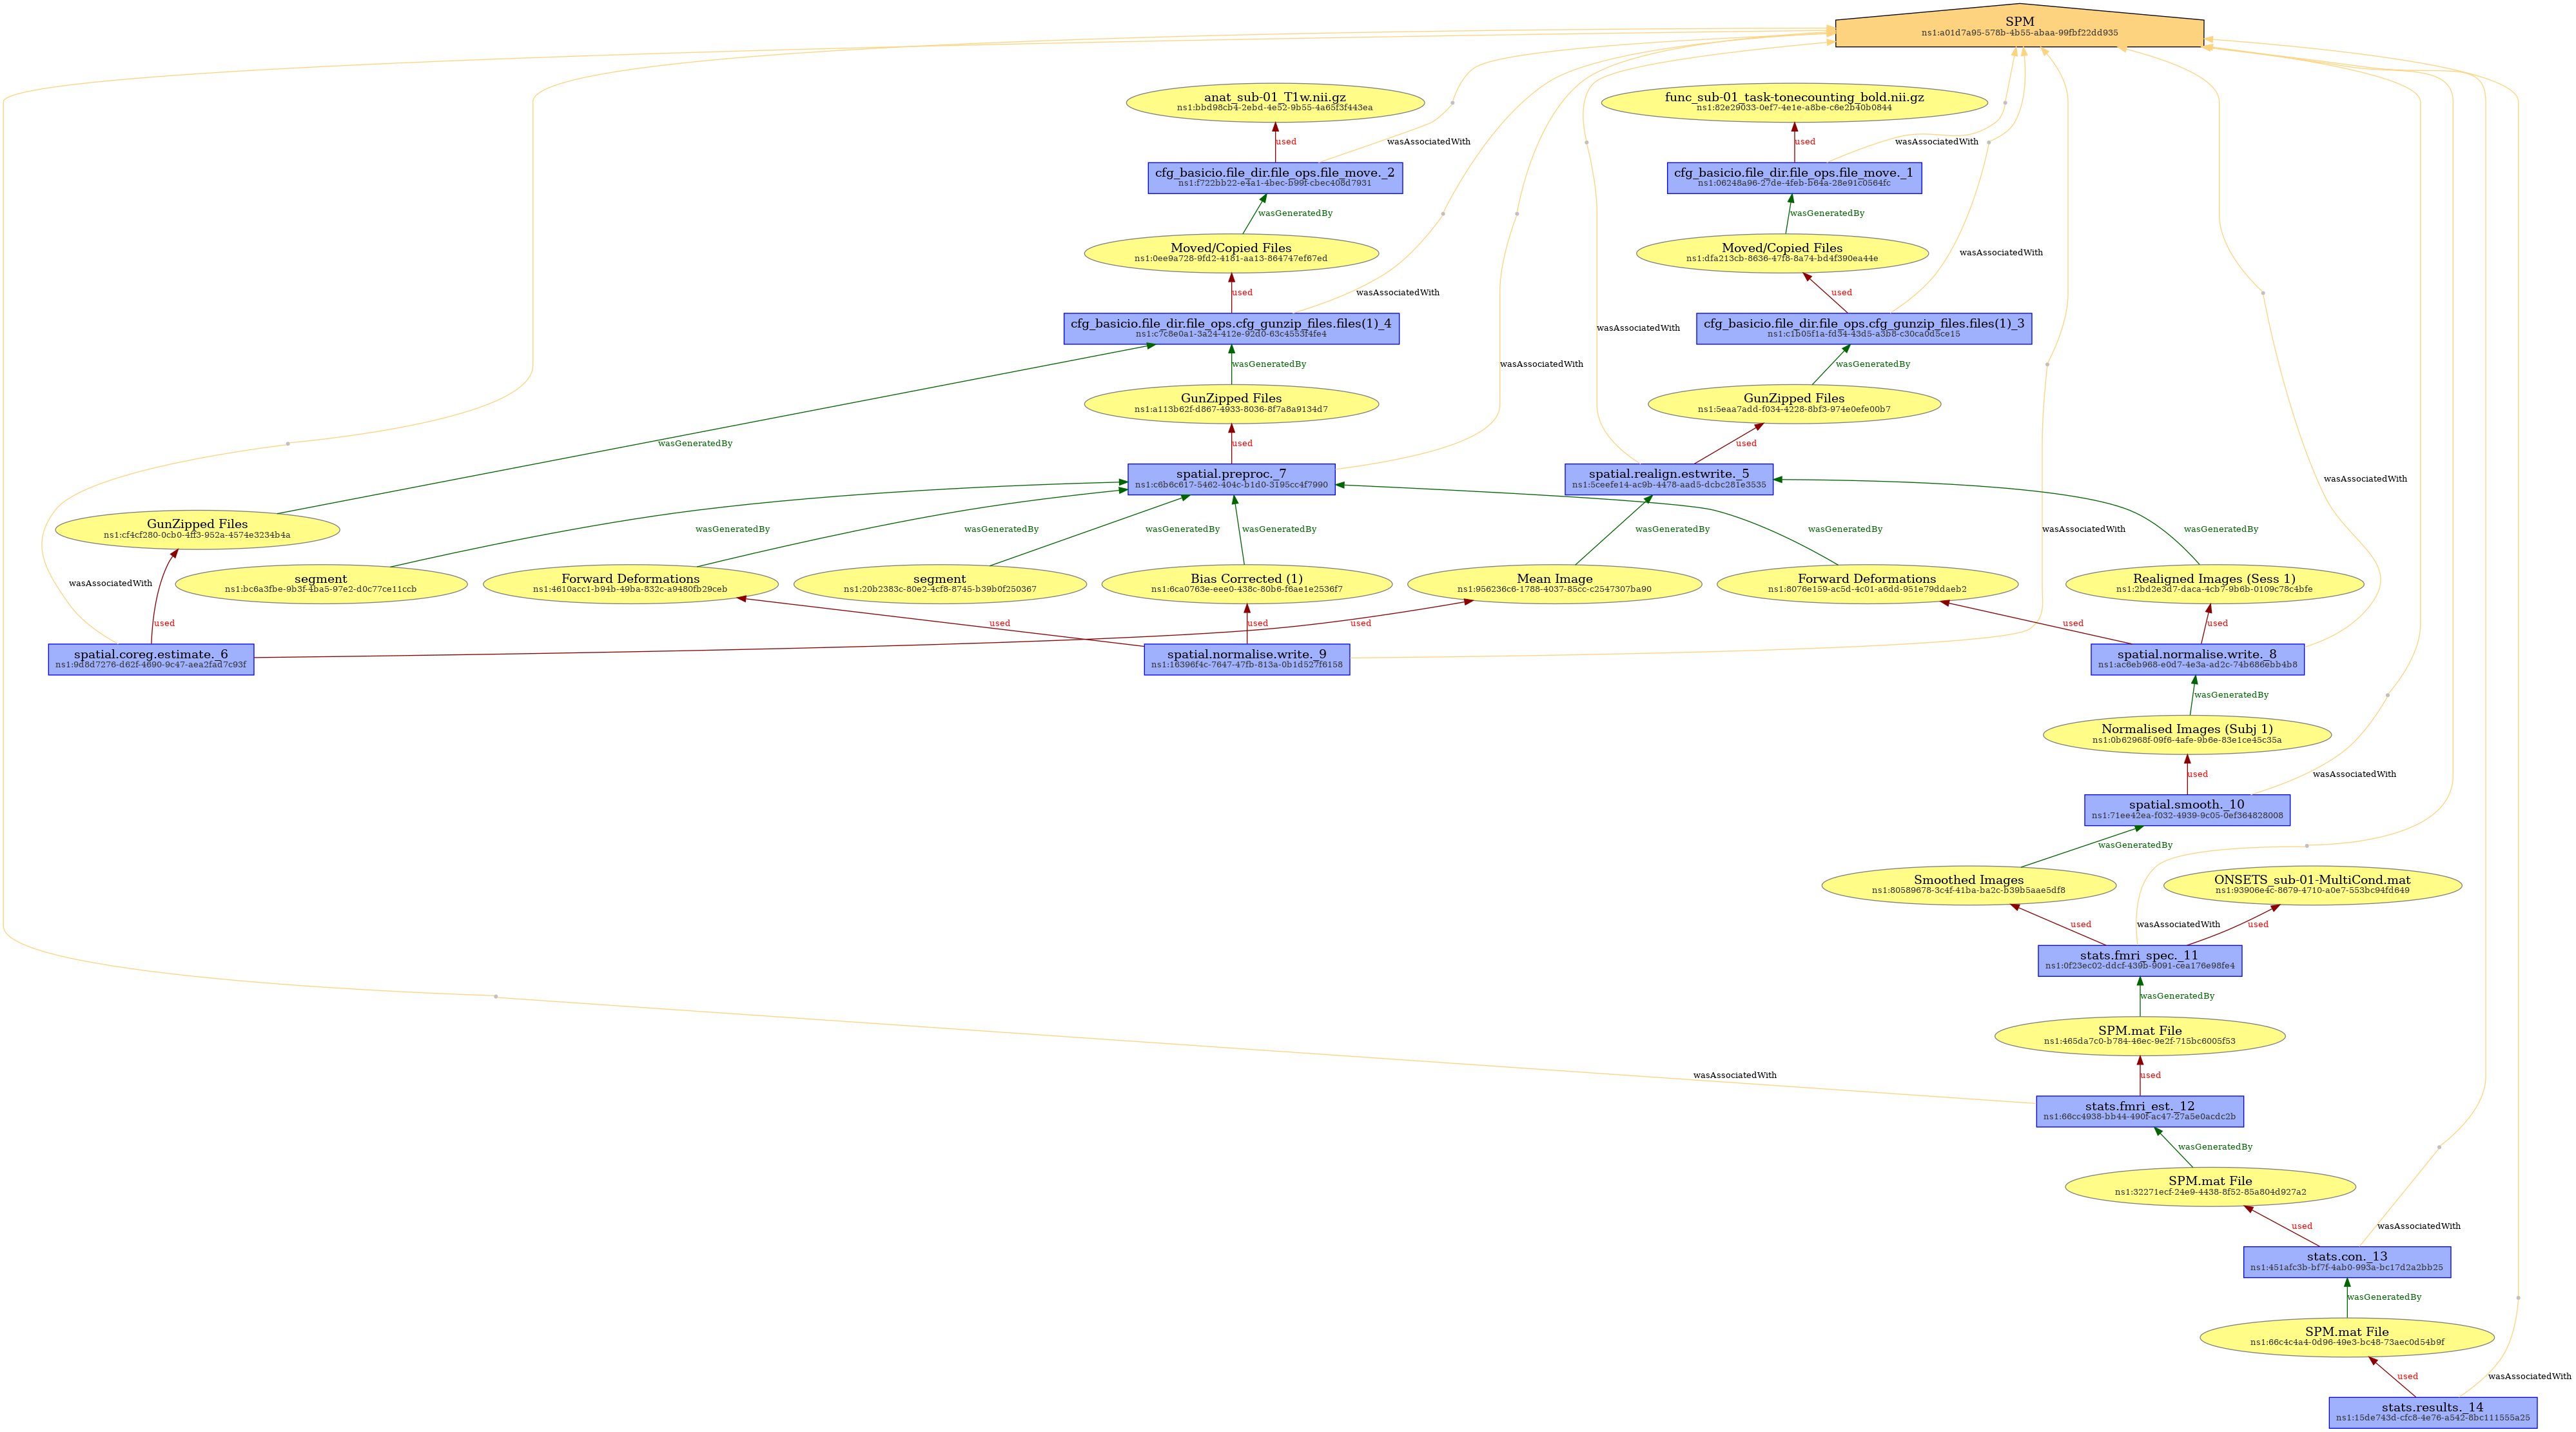 SPM
ns1:a01d7a95-578b-4b55-abaa-99fbf22dd935
anat_sub-01_T1w.nii.gz
ns1:bbd98cb4-2ebd-4e52-9b55-4a65f3f443ea
func_sub-01_task-tonecounting_bold.nii.gz
ns1:82e29033-0ef7-4e1e-a8be-c6e2b40b0844
used
wasAssociatedWith
used
wasAssociatedWith
cfg_basicio.file_dir.file_ops.file_move._2
ns1:f722bb22-e4a1-4bec-b99f-cbec408d7931
cfg_basicio.file_dir.file_ops.file_move._1
ns1:06248a96-27de-4feb-b64a-28e91c0564fc
wasGeneratedBy
wasGeneratedBy
Moved/Copied Files
ns1:0ee9a728-9fd2-4181-aa13-864747ef67ed
Moved/Copied Files
ns1:dfa213cb-8636-47f8-8a74-bd4f390ea44e
wasAssociatedWith
used
wasAssociatedWith
used
cfg_basicio.file_dir.file_ops.cfg_gunzip_files.files(1)_4
ns1:c7c8e0a1-3a24-412e-92d0-63c4553f4fe4
wasAssociatedWith
cfg_basicio.file_dir.file_ops.cfg_gunzip_files.files(1)_3
ns1:c1b05f1a-fd34-43d5-a3b8-c30ca0d5ce15
wasGeneratedBy
wasAssociatedWith
wasGeneratedBy
GunZipped Files
ns1:a113b62f-d867-4933-8036-8f7a8a9134d7
GunZipped Files
ns1:5eaa7add-f034-4228-8bf3-974e0efe00b7
wasGeneratedBy
used
used
spatial.preproc._7
ns1:c6b6c617-5462-404c-b1d0-3195cc4f7990
spatial.realign.estwrite._5
ns1:5ceefe14-ac9b-4478-aad5-dcbc281e3535
wasAssociatedWith
GunZipped Files
ns1:cf4cf280-0cb0-4ff3-952a-4574e3234b4a
wasGeneratedBy
wasGeneratedBy
wasGeneratedBy
wasGeneratedBy
wasGeneratedBy
wasGeneratedBy
wasAssociatedWith
wasGeneratedBy
wasAssociatedWith
segment
ns1:bc6a3fbe-9b3f-4ba5-97e2-d0c77ce11ccb
Forward Deformations
ns1:4610acc1-b94b-49ba-832c-a9480fb29ceb
segment
ns1:20b2383c-80e2-4cf8-8745-b39b0f250367
Bias Corrected (1)
ns1:6ca0763e-eee0-438c-80b6-f6ae1e2536f7
Mean Image
ns1:956236c6-1788-4037-85cc-c2547307ba90
Forward Deformations
ns1:8076e159-ac5d-4c01-a6dd-951e79ddaeb2
Realigned Images (Sess 1)
ns1:2bd2e3d7-daca-4cb7-9b6b-0109c78c4bfe
used
used
used
used
used
used
spatial.coreg.estimate._6
ns1:9d8d7276-d62f-4690-9c47-aea2fad7c93f
spatial.normalise.write._9
ns1:16396f4c-7647-47fb-813a-0b1d527f6158
spatial.normalise.write._8
ns1:ac6eb968-e0d7-4e3a-ad2c-74b686ebb4b8
wasGeneratedBy
Normalised Images (Subj 1)
ns1:0b62968f-09f6-4afe-9b6e-83e1ce45c35a
used
wasAssociatedWith
spatial.smooth._10
ns1:71ee42ea-f032-4939-9c05-0ef364828008
wasGeneratedBy
Smoothed Images
ns1:80589678-3c4f-41ba-ba2c-b39b5aae5df8
ONSETS_sub-01-MultiCond.mat
ns1:93906e4c-8679-4710-a0e7-553bc94fd649
used
wasAssociatedWith
used
stats.fmri_spec._11
ns1:0f23ec02-ddcf-439b-9091-cea176e98fe4
wasGeneratedBy
SPM.mat File
ns1:465da7c0-b784-46ec-9e2f-715bc6005f53
wasAssociatedWith
used
stats.fmri_est._12
ns1:66cc4938-bb44-490f-ac47-27a5e0acdc2b
wasGeneratedBy
SPM.mat File
ns1:32271ecf-24e9-4438-8f52-85a804d927a2
used
wasAssociatedWith
stats.con._13
ns1:451afc3b-bf7f-4ab0-993a-bc17d2a2bb25
wasGeneratedBy
SPM.mat File
ns1:66c4c4a4-0d96-49e3-bc48-73aec0d54b9f
used
wasAssociatedWith
stats.results._14
ns1:15de743d-cfc8-4e76-a542-8bc111555a25